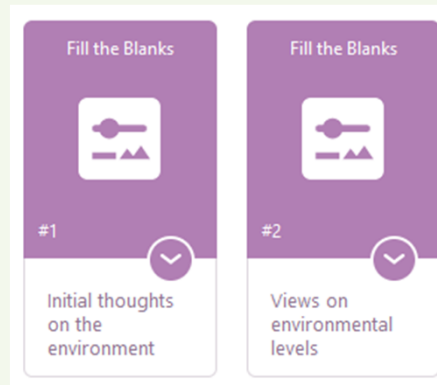 Fill the Blanks
#1
Initial thoughts
on the
environment
Fill the Blanks
#2
Views on
environmental
levels